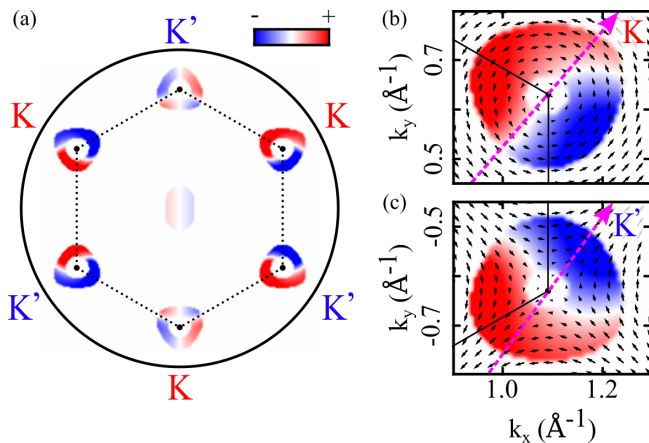 (a)
K'
- +
K
K
K'
K'
K
(b)
K
0.7
0.5
k_y (Å⁻¹)
(c)
K'
-0.5
-0.7
k_y (Å⁻¹)
1.0 1.2
k_x (Å⁻¹)